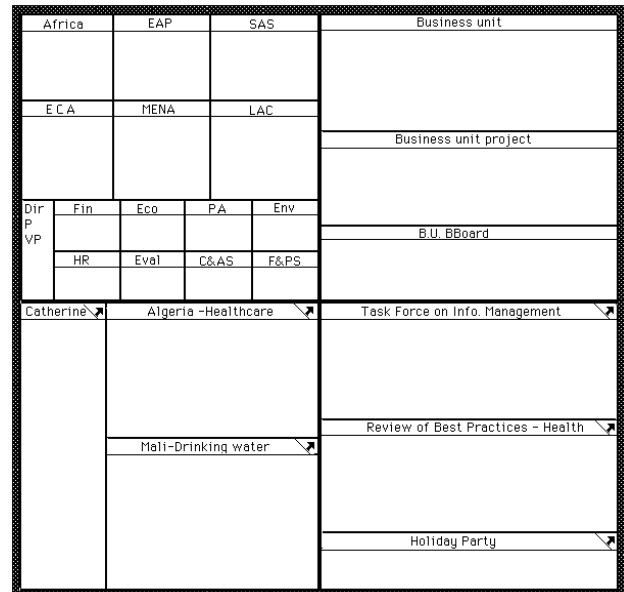 Africa EAP SAS
ECA MENA LAC
Dir
P
VP
Fin Eco PA Env
HR Eval C&AS F&PS
Business unit
Business unit project
B.U. BBoard
Catherine
Algeria -Healthcare
Mali-Drinking water
Task Force on Info. Management
Review of Best Practices - Health
Holiday Party